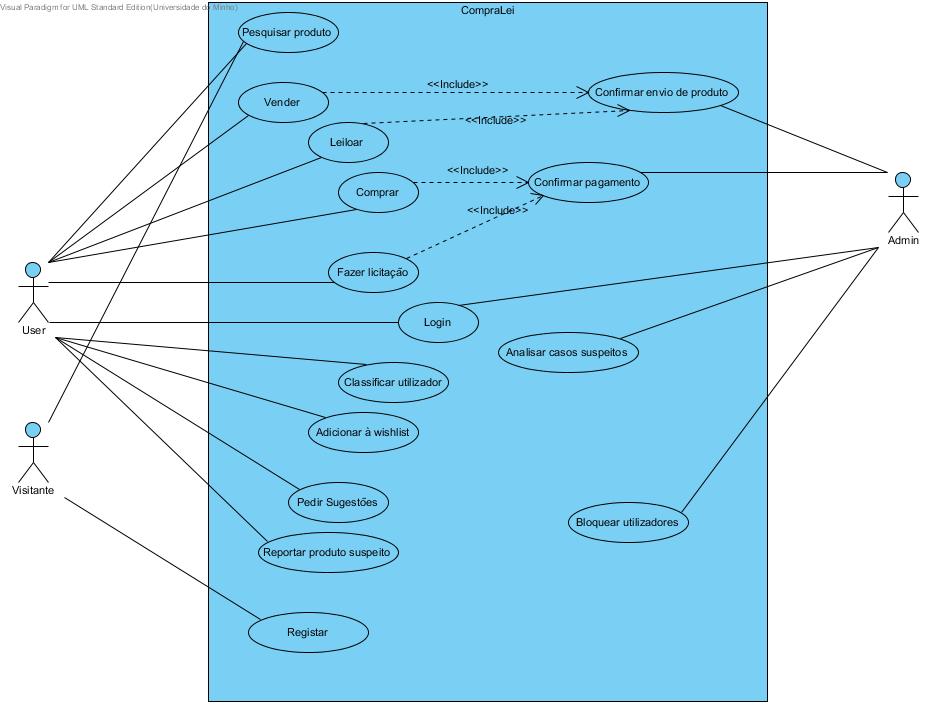 Visual Paradigm for UML Standard Edition(Universidade do Minho)
CompraLei
Pesquisar produto
<<Include>>
Vender
Confirmar envio de produto
<<Include>>
Leiloar
<<Include>>
Comprar
Confirmar pagamento
<<Include>>
Admin
Fazer licitação
Login
User
Analisar casos suspeitos
Classificar utilizador
Adicionar à wishlist
Visitante
Pedir Sugestões
Bloquear utilizadores
Reportar produto suspeito
Registar